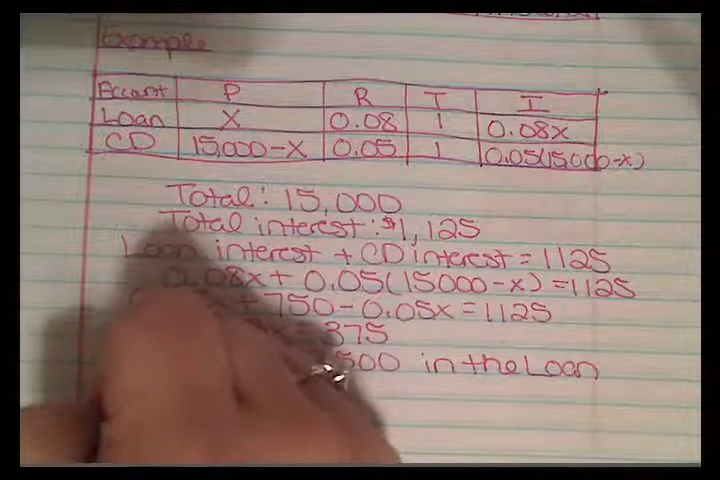 Example
Account P R T I
Loan X 0.08 1 0.08x
CD 15,000-X 0.05 1 0.05(15000-x)
Total: 15,000
Total interest: $1,125
Loan interest + CD interest = 1125
0.08x + 0.05(15000-x) = 1125
+ 750 - 0.05x = 1125
375
500 in the Loan